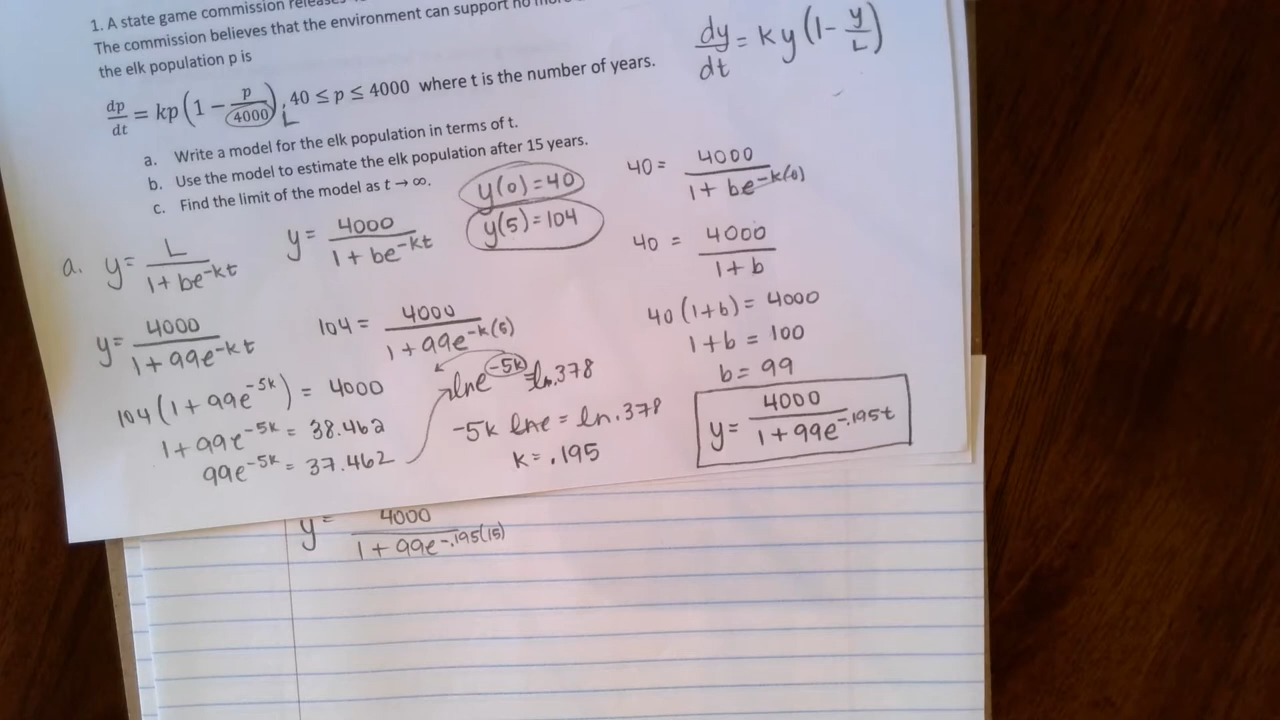 1. A state game commission releases
The commission believes that the environment can support no more
the elk population p is
dp/dt = kp(1 − p/4000), 40 ≤ p ≤ 4000 where t is the number of years.
L
dy/dt = ky(1 - y/L)
a. Write a model for the elk population in terms of t.
b. Use the model to estimate the elk population after 15 years.
c. Find the limit of the model as t → ∞.
y(0) = 40
y(5) = 104
a. y = L/(1 + be^-kt)
y = 4000/(1 + be^-kt)
40 = 4000/(1 + be^-k(0))
40 = 4000/(1 + b)
40(1+b) = 4000
1+b = 100
b = 99
y = 4000/(1 + 99e^-kt)
104 = 4000/(1 + 99e^-k(5))
104(1 + 99e^-5k) = 4000
1 + 99e^-5k = 38.462
99e^-5k = 37.462
lne^-5k = ln.378
-5k lne = ln.378
k = .195
y = 4000/(1 + 99e^-.195t)
y = 4000/(1 + 99e^-.195(15))